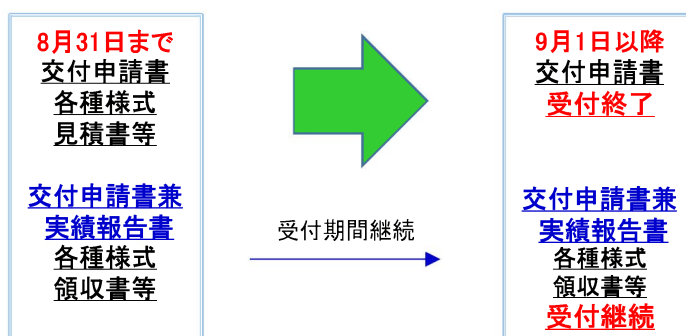 8月31日まで
交付申請書
各種様式
見積書等
交付申請書兼
実績報告書
各種様式
領収書等
受付期間継続
9月1日以降
交付申請書
受付終了
交付申請書兼
実績報告書
各種様式
領収書等
受付継続